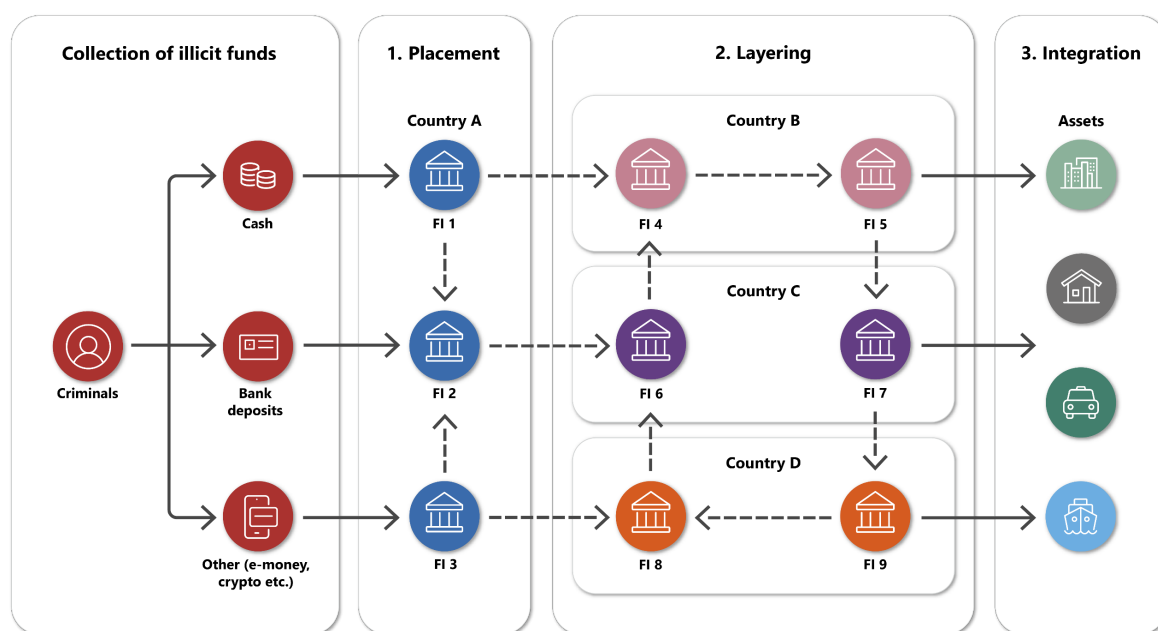 Collection of illicit funds
1. Placement
2. Layering
3. Integration
Country A
Country B
Assets
Cash
FI 1
FI 4
FI 5
Country C
Criminals
Bank
deposits
FI 2
FI 6
FI 7
Country D
Other (e-money,
crypto etc.)
FI 3
FI 8
FI 9